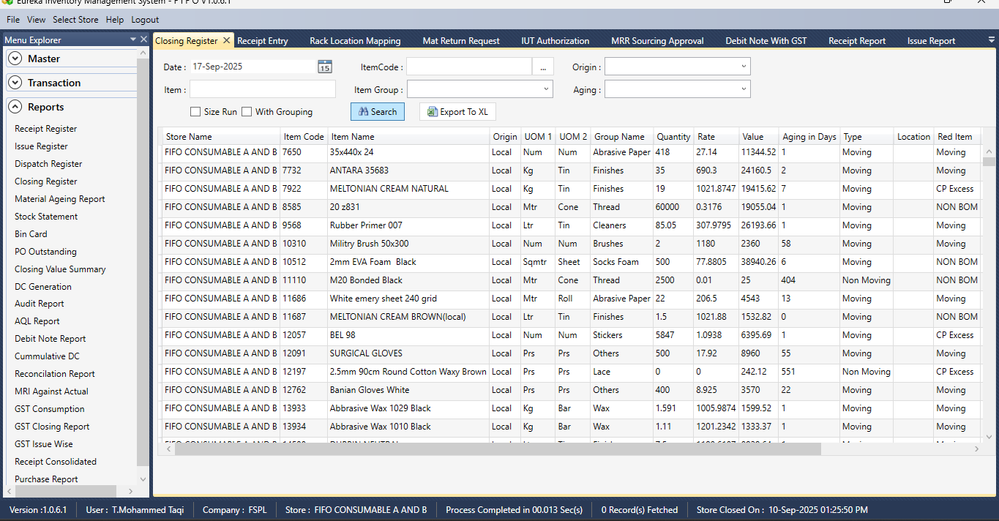 Eureka Inventory Management System - F I F O V1.0.6.1
File View Select Store Help Logout
Menu Explorer
Master
Transaction
Reports
Receipt Register
Issue Register
Dispatch Register
Closing Register
Material Ageing Report
Stock Statement
Bin Card
PO Outstanding
Closing Value Summary
DC Generation
Audit Report
AQL Report
Debit Note Report
Cummulative DC
Reconcilation Report
MRI Against Actual
GST Consumption
GST Closing Report
GST Issue Wise
Receipt Consolidated
Purchase Report
Closing Register Receipt Entry Rack Location Mapping Mat Return Request IUT Authorization MRR Sourcing Approval Debit Note With GST Receipt Report Issue Report
Date : 17-Sep-2025 15 ItemCode : ... Origin :
Item : Item Group : Aging :
Size Run With Grouping Search Export To XL
Store Name Item Code Item Name Origin UOM 1 UOM 2 Group Name Quantity Rate Value Aging in Days Type Location Red Item
FIFO CONSUMABLE A AND B 7650 35x440x 24 Local Num Num Abrasive Paper 418 27.14 11344.52 1 Moving Moving
FIFO CONSUMABLE A AND B 7732 ANTARA 35683 Local Kg Tin Finishes 35 690.3 24160.5 2 Moving Moving
FIFO CONSUMABLE A AND B 7922 MELTONIAN CREAM NATURAL Local Kg Tin Finishes 19 1021.8747 19415.62 7 Moving CP Excess
FIFO CONSUMABLE A AND B 8585 20 z831 Local Mtr Cone Thread 60000 0.3176 19055.04 1 Moving NON BOM
FIFO CONSUMABLE A AND B 9568 Rubber Primer 007 Local Ltr Tin Cleaners 85.05 307.9795 26193.66 1 Moving Moving
FIFO CONSUMABLE A AND B 10310 Militry Brush 50x300 Local Num Num Brushes 2 1180 2360 58 Moving Moving
FIFO CONSUMABLE A AND B 10512 2mm EVA Foam Black Local Sqmtr Sheet Socks Foam 500 77.8805 38940.26 6 Moving NON BOM
FIFO CONSUMABLE A AND B 11110 M20 Bonded Black Local Mtr Cone Thread 2500 0.01 25 404 Non Moving NON BOM
FIFO CONSUMABLE A AND B 11686 White emery sheet 240 grid Local Mtr Roll Abrasive Paper 22 206.5 4543 13 Moving Moving
FIFO CONSUMABLE A AND B 11687 MELTONIAN CREAM BROWN(local) Local Ltr Tin Finishes 1.5 1021.88 1532.82 0 Moving NON BOM
FIFO CONSUMABLE A AND B 12057 BEL 98 Local Num Num Stickers 5847 1.0938 6395.69 1 Moving CP Excess
FIFO CONSUMABLE A AND B 12091 SURGICAL GLOVES Local Prs Prs Others 500 17.92 8960 55 Moving Moving
FIFO CONSUMABLE A AND B 12197 2.5mm 90cm Round Cotton Waxy Brown Local Prs Prs Lace 0 0 242.12 551 Non Moving CP Excess
FIFO CONSUMABLE A AND B 12762 Banian Gloves White Local Prs Prs Others 400 8.925 3570 22 Moving Moving
FIFO CONSUMABLE A AND B 13933 Abbrasive Wax 1029 Black Local Kg Bar Wax 1.591 1005.9874 1599.52 1 Moving Moving
FIFO CONSUMABLE A AND B 13934 Abbrasive Wax 1010 Black Local Kg Bar Wax 1.11 1201.2342 1333.37 1 Moving Moving
Version :1.0.6.1 User : T.Mohammed Taqi Company : FSPL Store : FIFO CONSUMABLE A AND B Process Completed in 00.013 Sec(s) 0 Record(s) Fetched Store Closed On : 10-Sep-2025 01:25:50 PM